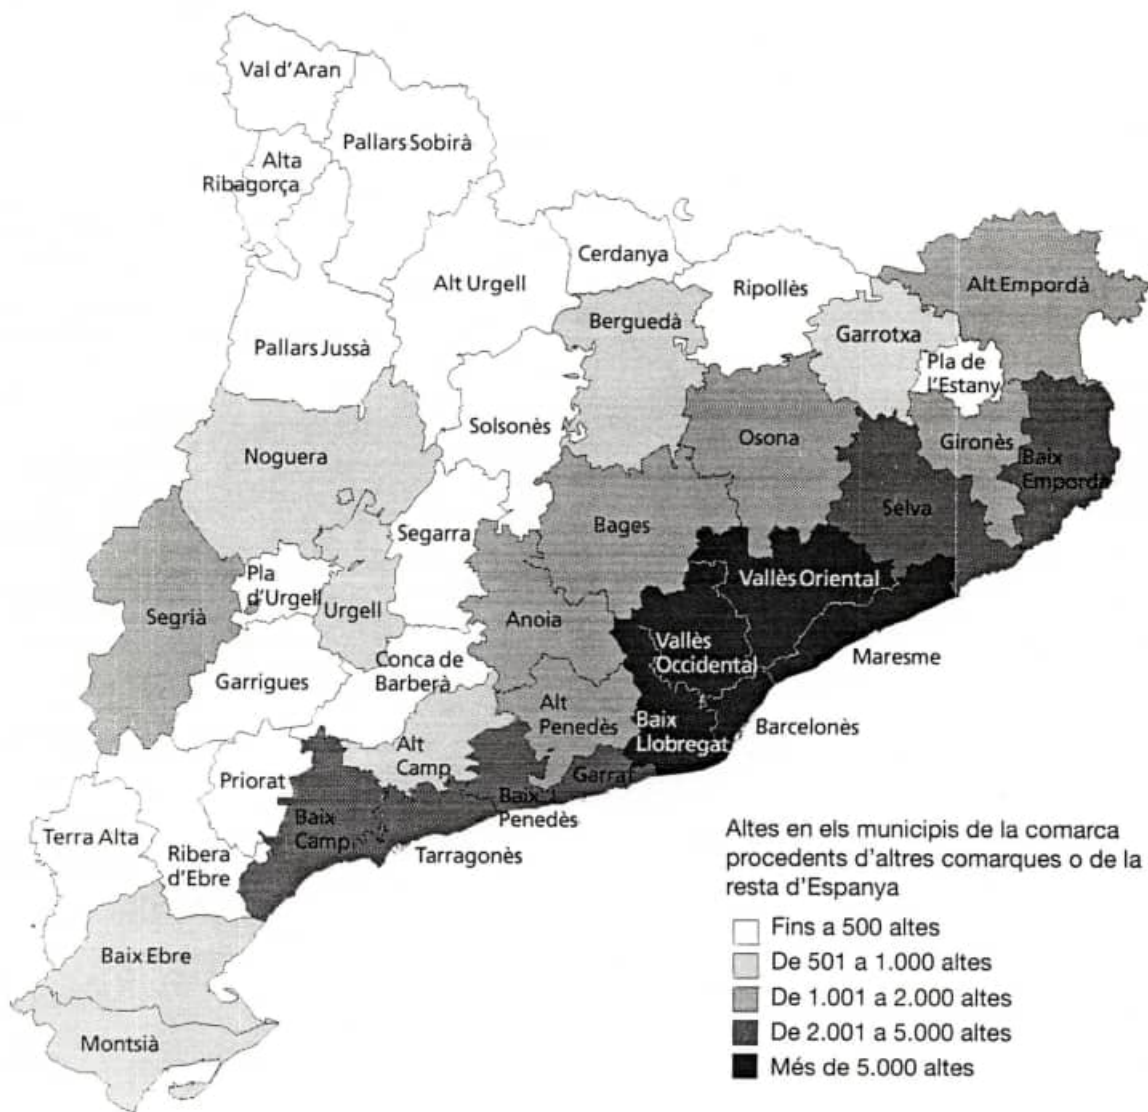 Val d'Aran
Pallars Sobirà
Alta
Ribagorça
Cerdanya
Alt Urgell
Ripollès
Alt Empordà
Berguedà
Garrotxa
Pallars Jussà
Pla de
l'Estany
Solsonès
Osona
Gironès
Noguera
Baix
Empordà
Selva
Segarra
Bages
Pla
d'Urgell
Vallès Oriental
Segrià
Urgell
Anoia
Vallès
Occidental
Maresme
Conca de
Barberà
Garrigues
Alt
Penedès
Baix
Llobregat
Barcelonès
Alt
Camp
Garraf
Priorat
Baix
Penedès
Baix
Camp
Terra Alta
Ribera
d'Ebre
Tarragonès
Baix Ebre
Montsià
Altes en els municipis de la comarca
procedents d'altres comarques o de la
resta d'Espanya
Fins a 500 altes
De 501 a 1.000 altes
De 1.001 a 2.000 altes
De 2.001 a 5.000 altes
Més de 5.000 altes